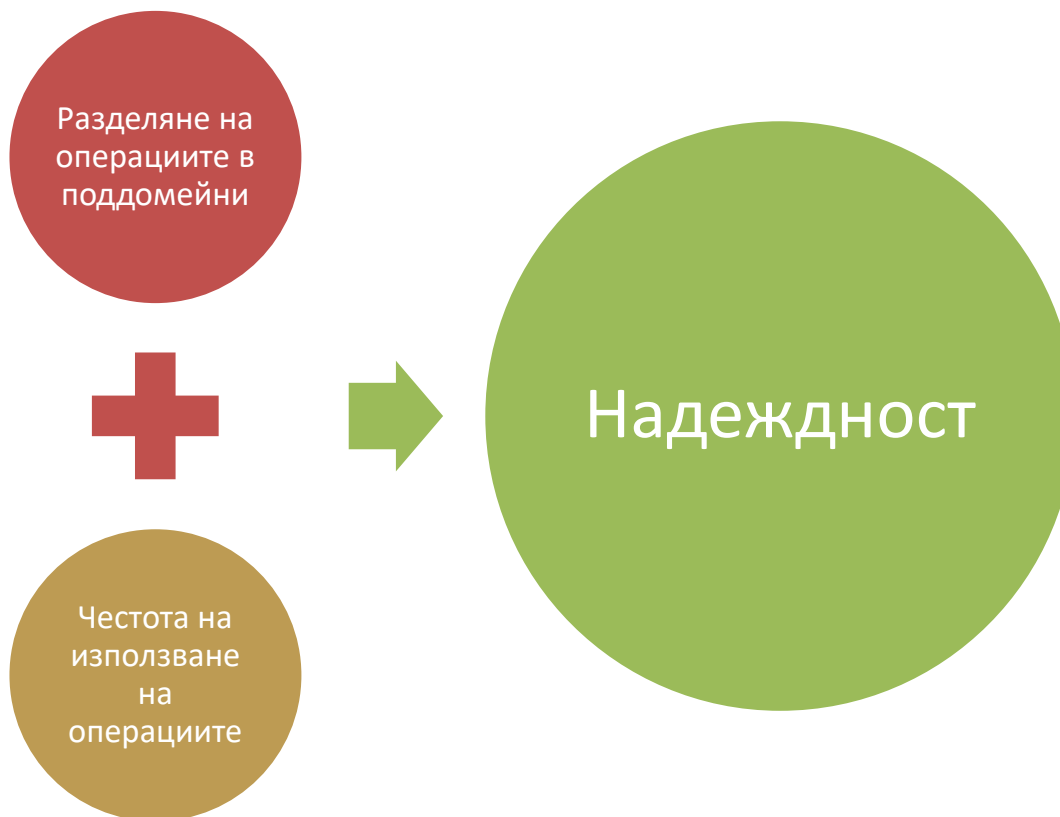 Разделяне на
операциите в
поддомейни
Честота на
използване
на
операциите
Надеждност